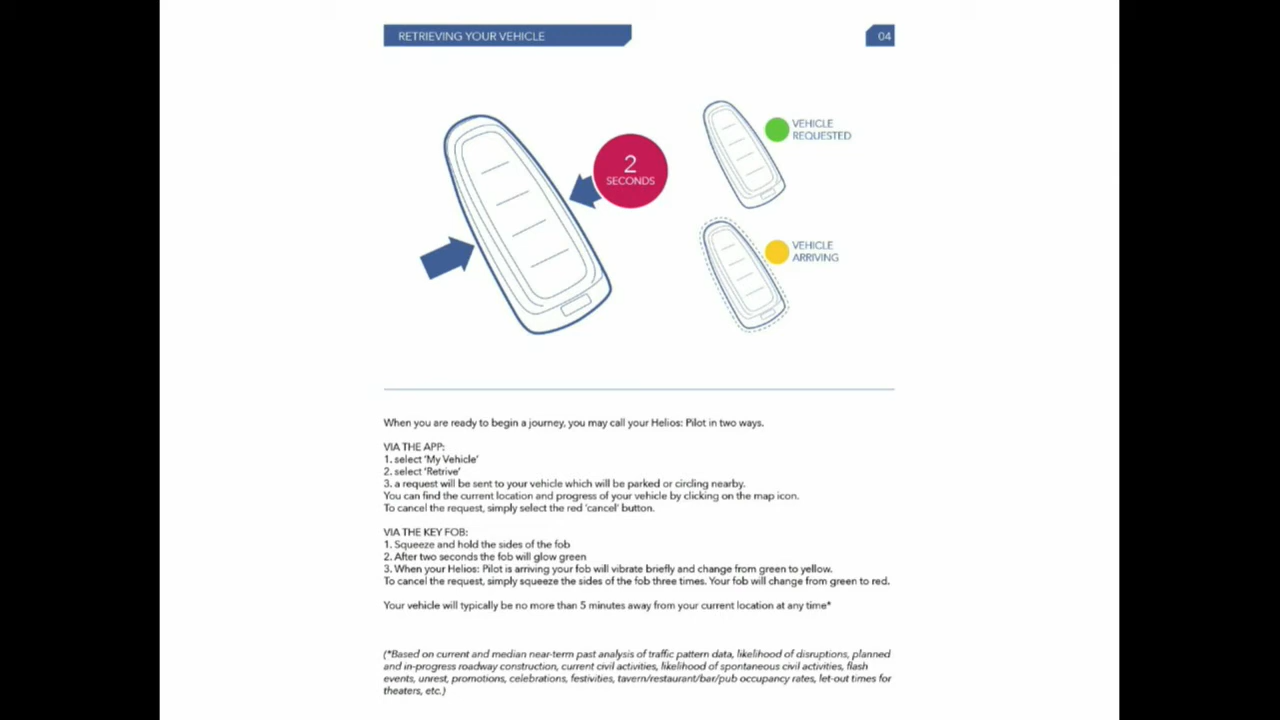 RETRIEVING YOUR VEHICLE
04
2
SECONDS
VEHICLE
REQUESTED
VEHICLE
ARRIVING
When you are ready to begin a journey, you may call your Helios: Pilot in two ways.
VIA THE APP:
1. select 'My Vehicle'
2. select 'Retrive'
3. a request will be sent to your vehicle which will be parked or circling nearby.
You can find the current location and progress of your vehicle by clicking on the map icon.
To cancel the request, simply select the red 'cancel' button.
VIA THE KEY FOB:
1. Squeeze and hold the sides of the fob
2. After two seconds the fob will glow green
3. When your Helios: Pilot is arriving your fob will vibrate briefly and change from green to yellow.
To cancel the request, simply squeeze the sides of the fob three times. Your fob will change from green to red.
Your vehicle will typically be no more than 5 minutes away from your current location at any time*
(*Based on current and median near-term past analysis of traffic pattern data, likelihood of disruptions, planned
and in-progress roadway construction, current civil activities, likelihood of spontaneous civil activities, flash
events, unrest, promotions, celebrations, festivities, tavern/restaurant/bar/pub occupancy rates, let-out times for
theaters, etc.)